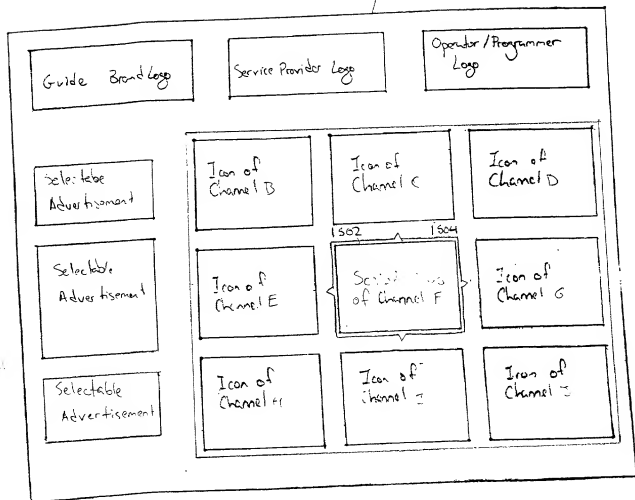 Guide Brand Logo
Service Provider Logo
Operator/Programmer
Logo
Advertisement
Selectable
Advertisement
Selectable
Advertisement
Icon of
Channel B
Icon of
Channel C
Icon of
Channel D
1502
1504
Icon of
Channel E
of Channel F
Icon of
Channel G
Icon of
Channel H
Icon of
Channel I
Icon of
Channel